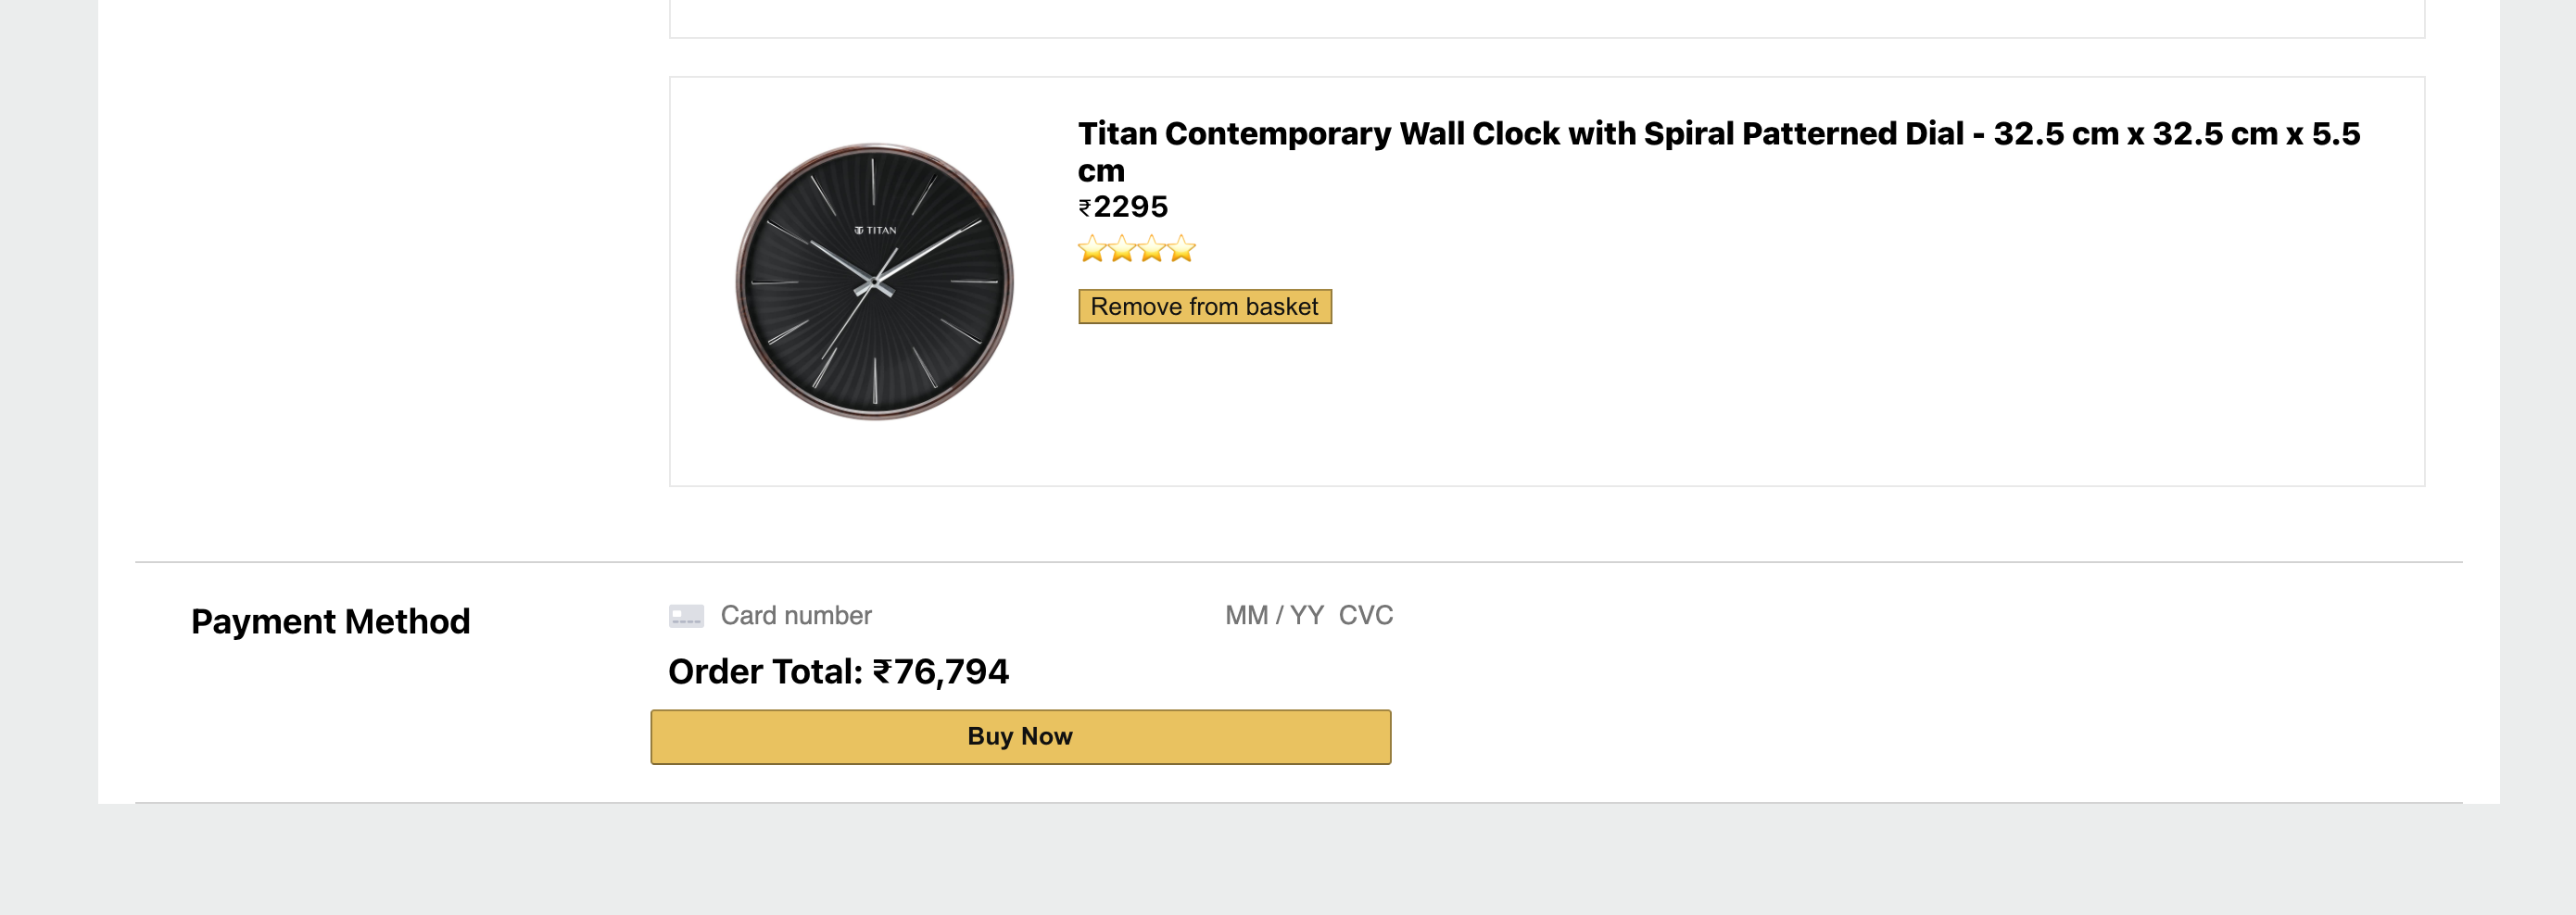 Titan Contemporary Wall Clock with Spiral Patterned Dial - 32.5 cm x 32.5 cm x 5.5
cm
₹2295
TITAN
Remove from basket
Payment Method
Card number MM / YY CVC
Order Total: ₹76,794
Buy Now